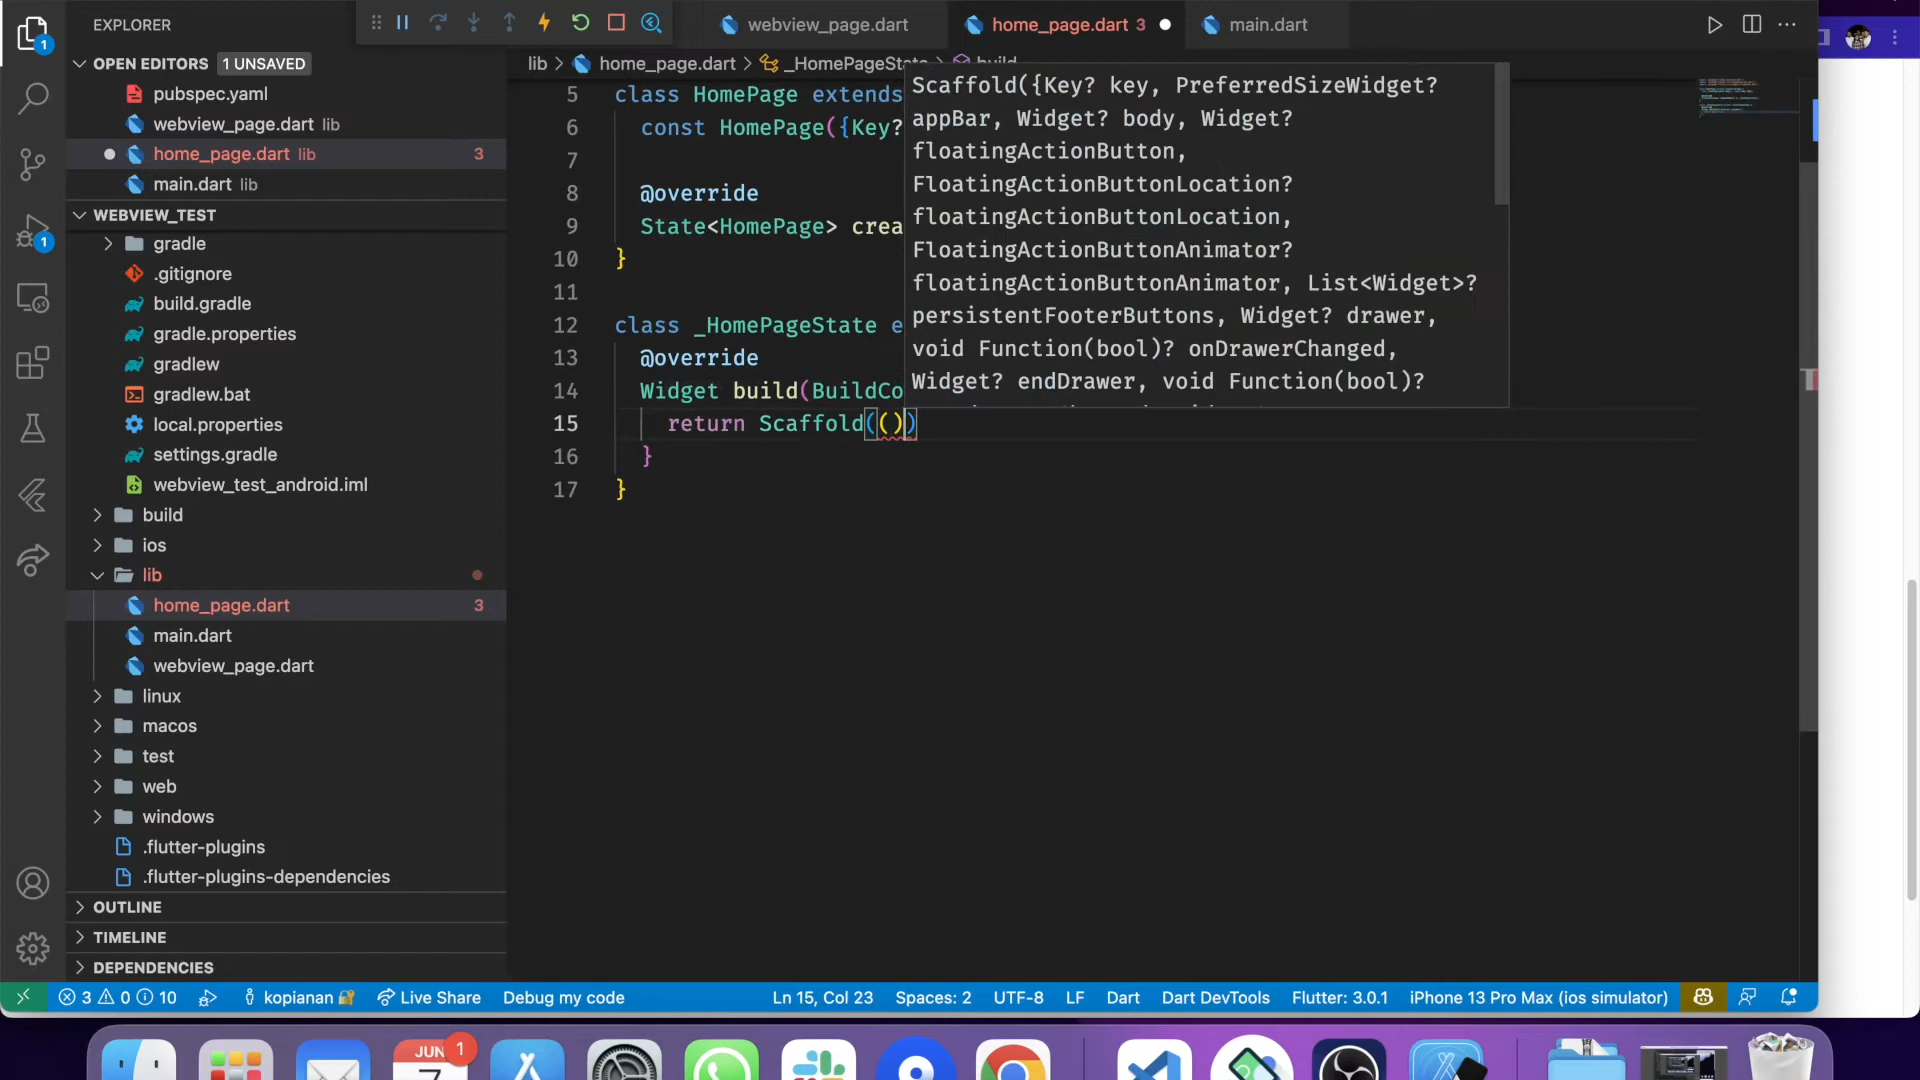 EXPLORER
OPEN EDITORS 1 UNSAVED
pubspec.yaml
webview_page.dart lib
home_page.dart lib 3
main.dart lib
WEBVIEW_TEST
gradle
.gitignore
build.gradle
gradle.properties
gradlew
gradlew.bat
local.properties
settings.gradle
webview_test_android.iml
build
ios
lib
home_page.dart 3
main.dart
webview_page.dart
linux
macos
test
web
windows
.flutter-plugins
.flutter-plugins-dependencies
OUTLINE
TIMELINE
DEPENDENCIES
1
1
webview_page.dart home_page.dart 3 main.dart
lib > home_page.dart > _HomePageState > build
5 class HomePage extends
6 const HomePage({Key?
7
8 @override
9 State<HomePage> crea
10 }
11
12 class _HomePageState e
13 @override
14 Widget build(BuildCo
15 return Scaffold(())
16 }
17 }
Scaffold({Key? key, PreferredSizeWidget?
appBar, Widget? body, Widget?
floatingActionButton,
FloatingActionButtonLocation?
floatingActionButtonLocation,
FloatingActionButtonAnimator?
floatingActionButtonAnimator, List<Widget>?
persistentFooterButtons, Widget? drawer,
void Function(bool)? onDrawerChanged,
Widget? endDrawer, void Function(bool)?
3 0 10 kopianan Live Share Debug my code Ln 15, Col 23 Spaces: 2 UTF-8 LF Dart Dart DevTools Flutter: 3.0.1 iPhone 13 Pro Max (ios simulator)
JUN 1
7